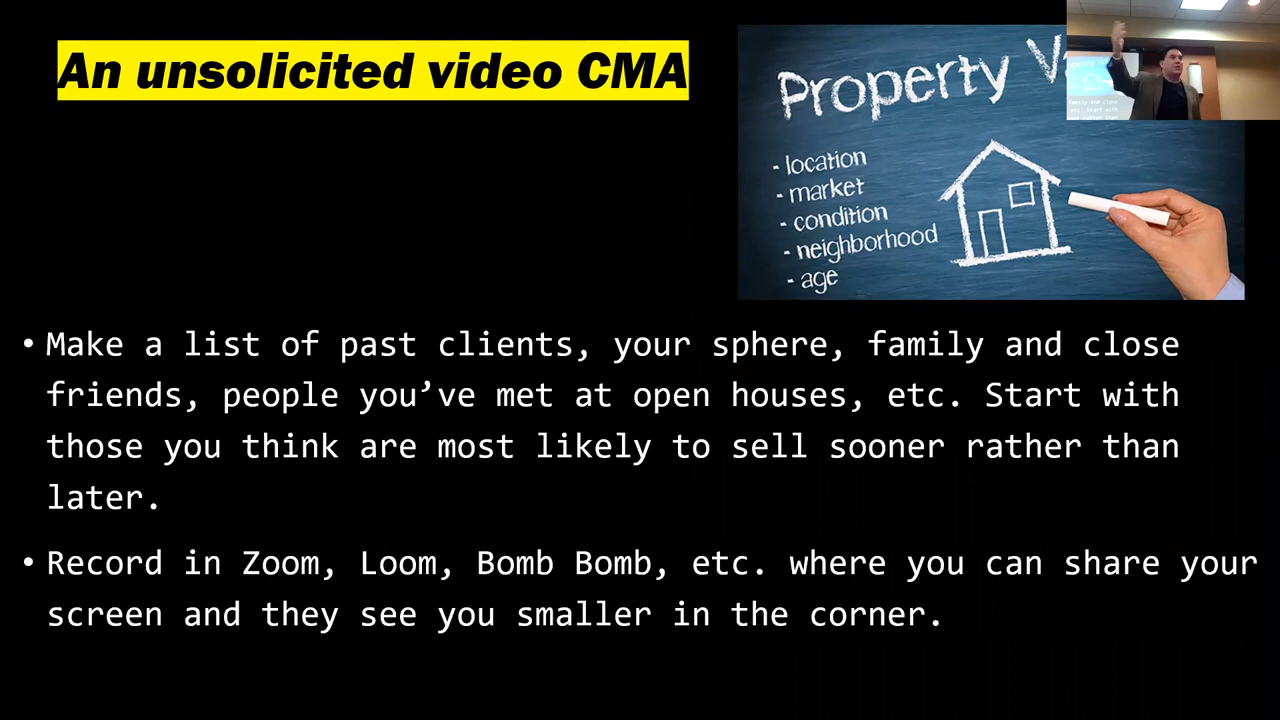 An unsolicited video CMA
Property V
- location
- market
- condition
- neighborhood
- age
• Make a list of past clients, your sphere, family and close
friends, people you’ve met at open houses, etc. Start with
those you think are most likely to sell sooner rather than
later.
• Record in Zoom, Loom, Bomb Bomb, etc. where you can share your
screen and they see you smaller in the corner.